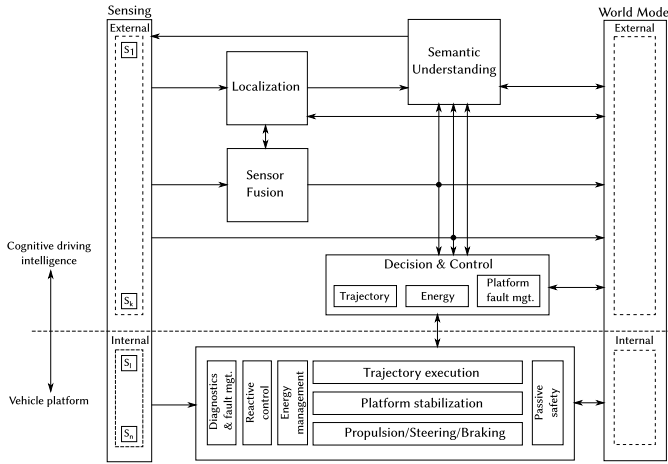 Sensing
World Mode
External
External
S1
Semantic
Understanding
Localization
Sensor
Fusion
Cognitive driving
intelligence
Decision & Control
Trajectory
Energy
Platform
fault mgt.
Sk
Internal
Internal
Sl
Diagnostics
& fault mgt.
Reactive
control
Energy
management
Trajectory execution
Platform stabilization
Propulsion/Steering/Braking
Passive
safety
Vehicle platform
Sn